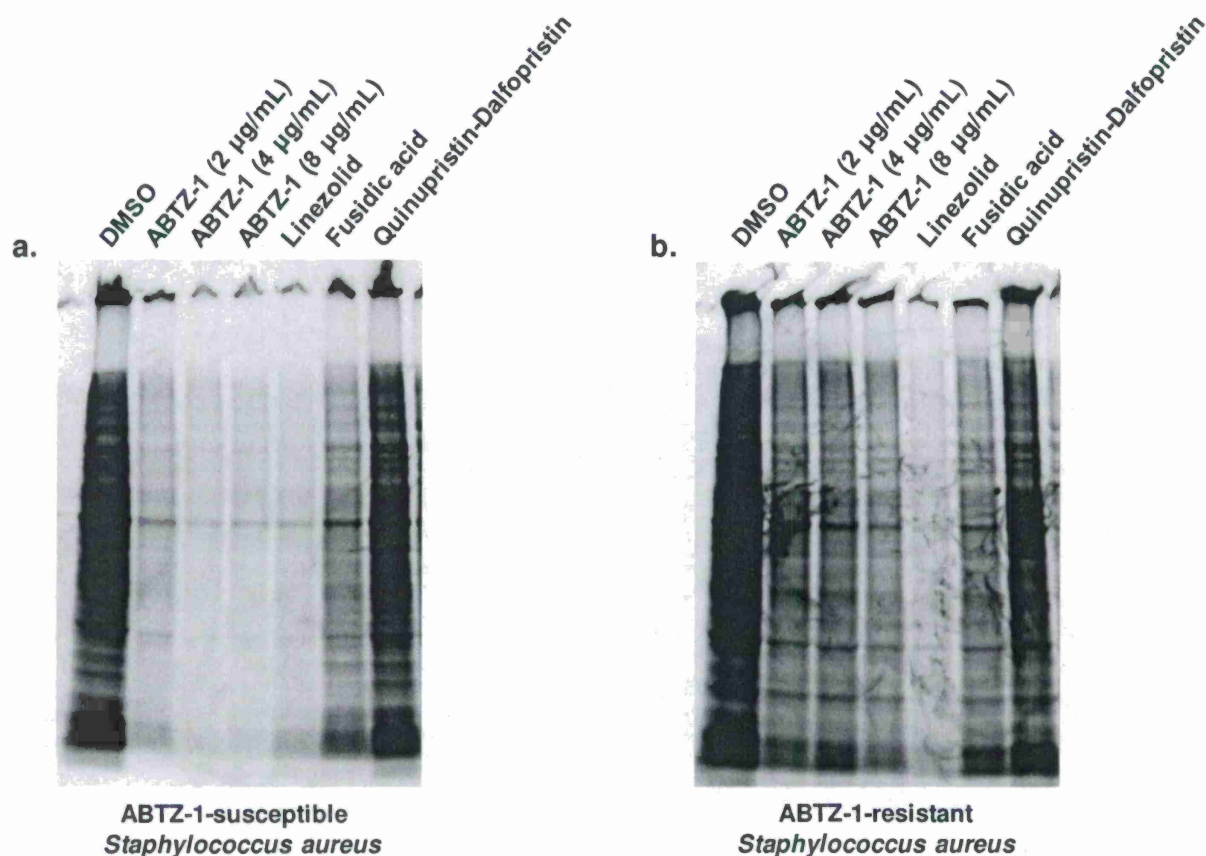 a.
DMSO
ABTZ-1 (2 µg/mL)
ABTZ-1 (4 µg/mL)
ABTZ-1 (8 µg/mL)
Linezolid
Fusidic acid
Quinupristin-Dalfopristin
ABTZ-1-susceptible
Staphylococcus aureus
b.
DMSO
ABTZ-1 (2 µg/mL)
ABTZ-1 (4 µg/mL)
ABTZ-1 (8 µg/mL)
Linezolid
Fusidic acid
Quinupristin-Dalfopristin
ABTZ-1-resistant
Staphylococcus aureus